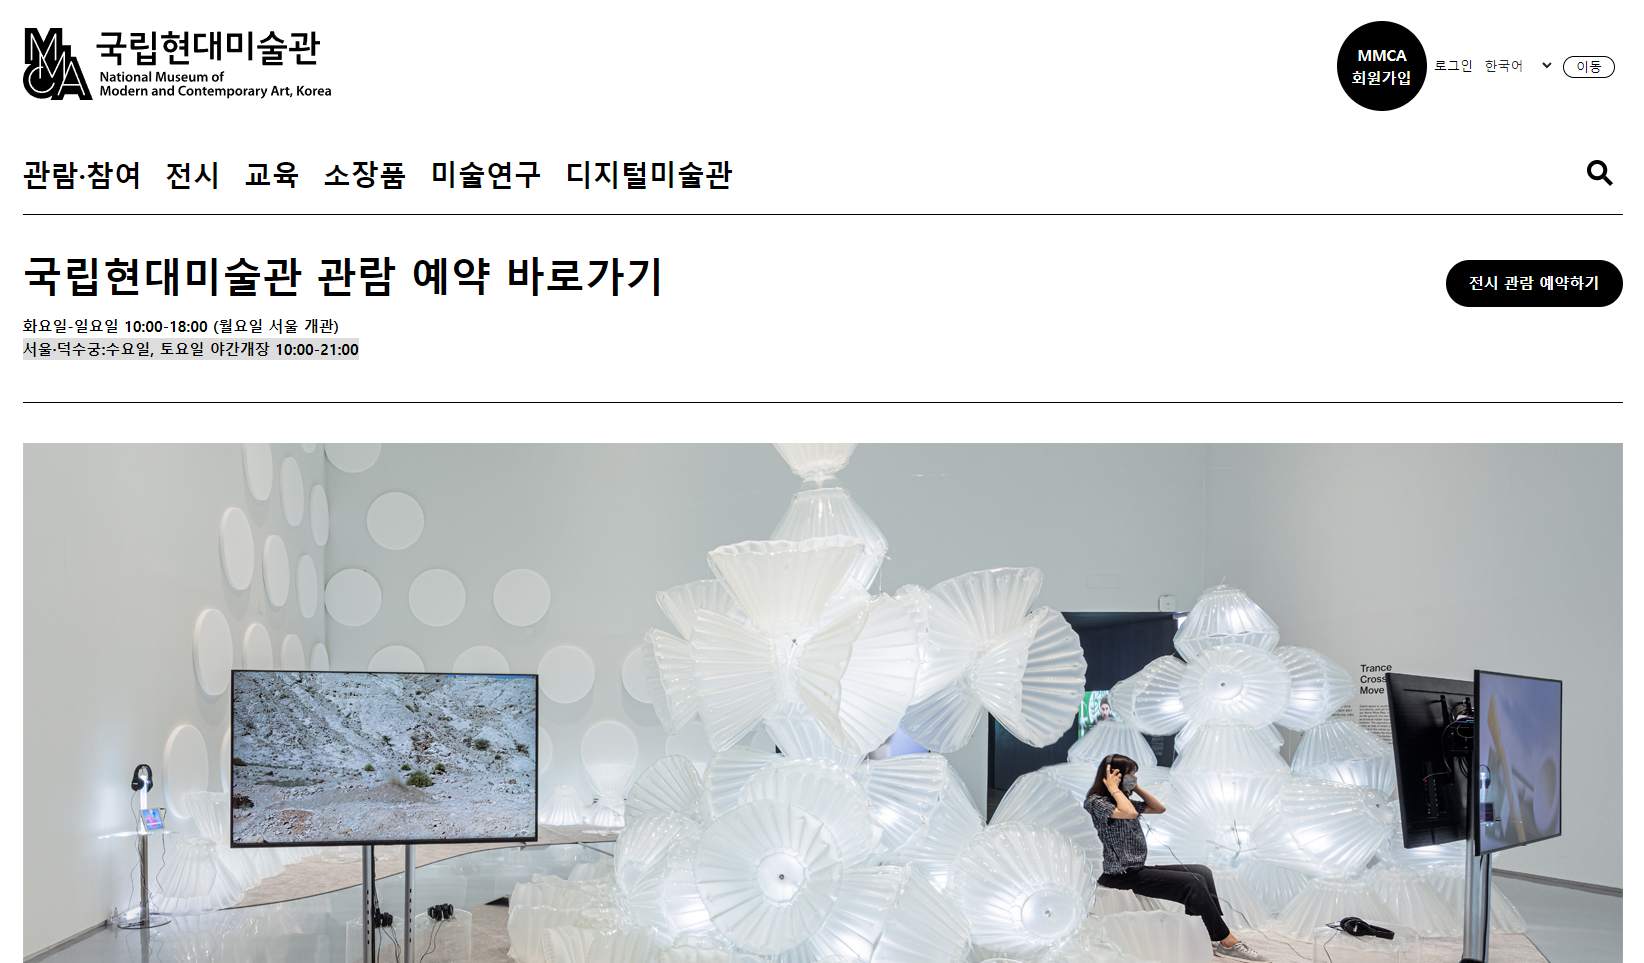 국립현대미술관
National Museum of
Modern and Contemporary Art, Korea
MMCA
회원가입
로그인 한국어 이동
관람·참여 전시 교육 소장품 미술연구 디지털미술관
국립현대미술관 관람 예약 바로가기
전시 관람 예약하기
화요일-일요일 10:00-18:00 (월요일 서울 개관)
서울·덕수궁:수요일, 토요일 야간개장 10:00-21:00
Trance
Cross
Move